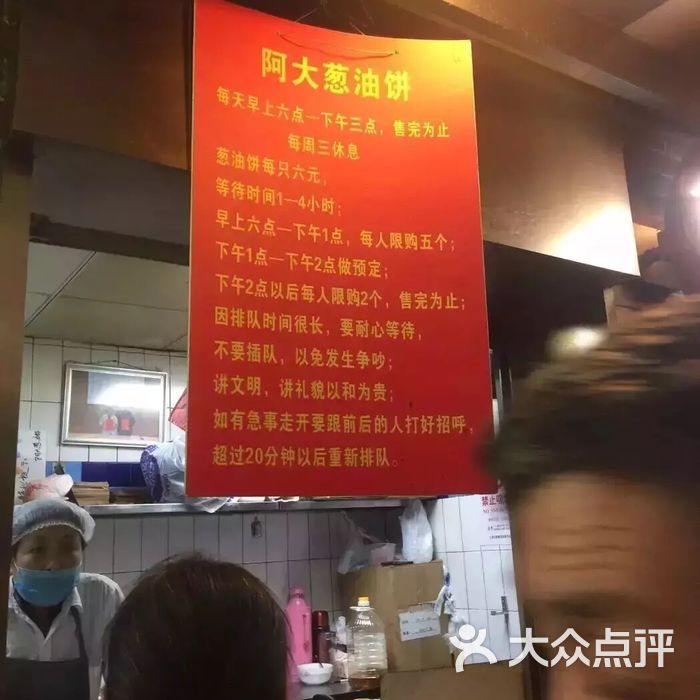 阿大葱油饼
每天早上六点—下午三点，售完为止
每周三休息
葱油饼每只六元，
等待时间1—4小时；
早上六点—下午1点，每人限购五个；
下午1点—下午2点做预定；
下午2点以后每人限购2个，售完为止；
因排队时间很长，要耐心等待，
不要插队，以免发生争吵；
讲文明，讲礼貌以和为贵；
如有急事走开要跟前后的人打好招呼，
超过20分钟以后重新排队。
禁止
大众点评